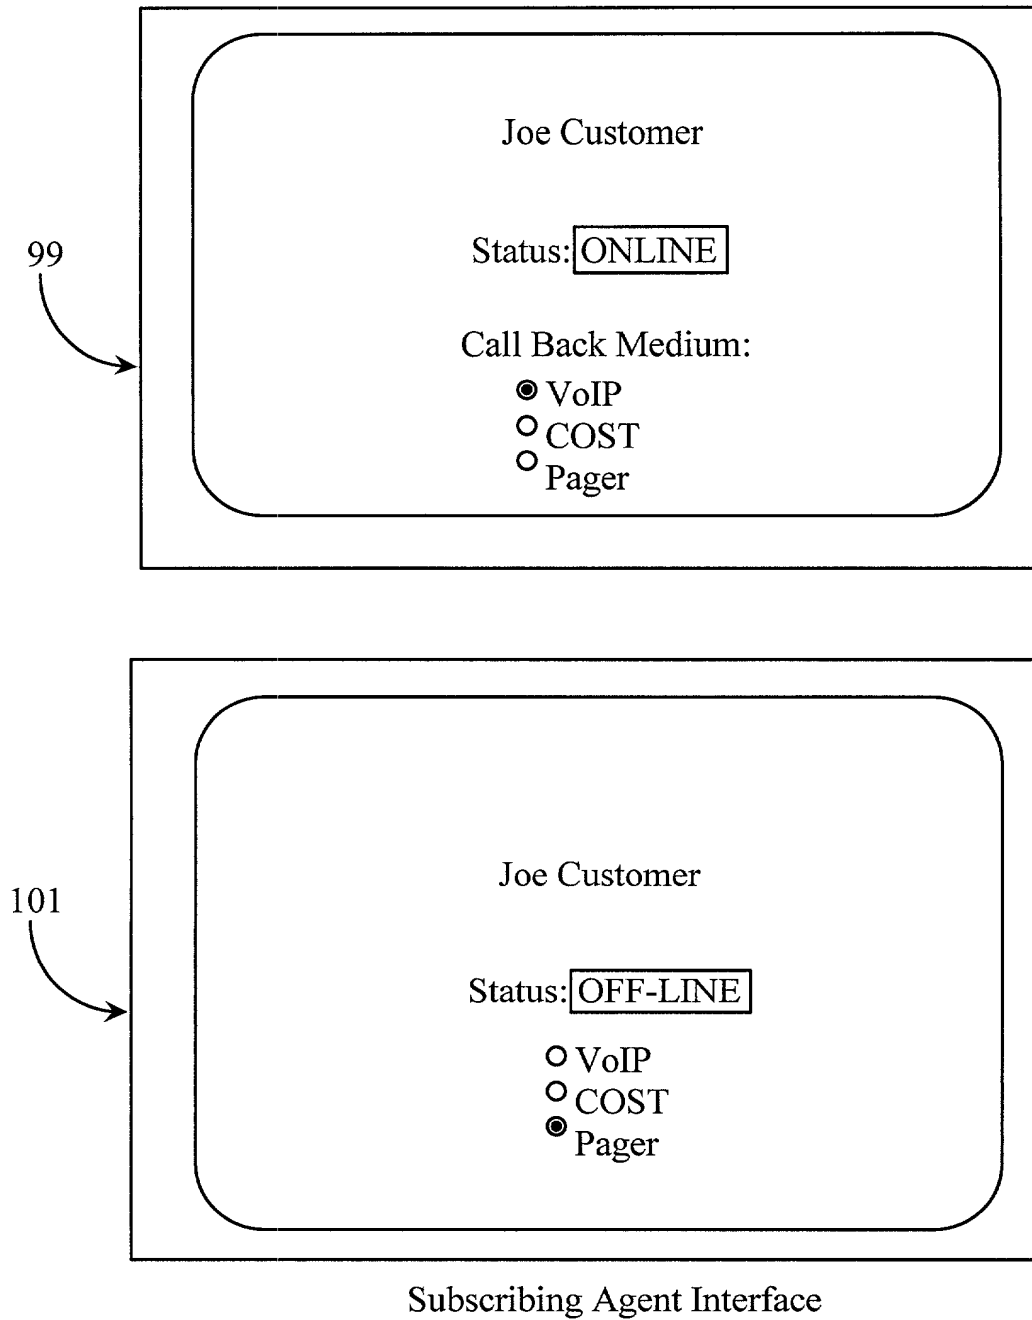 Joe Customer
99
Status: ONLINE
Call Back Medium:
VoIP
COST
Pager
Joe Customer
101
Status: OFF-LINE
VoIP
COST
Pager
Subscribing Agent Interface